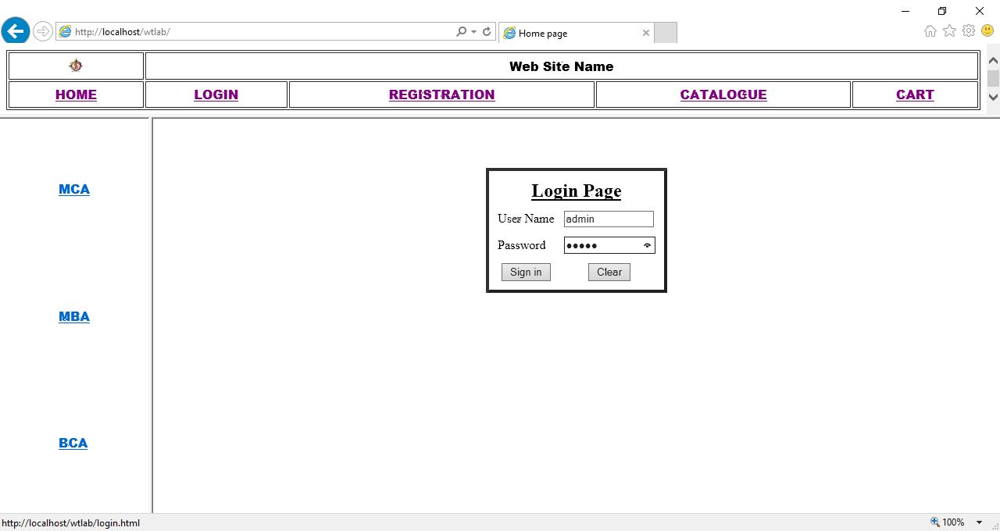 http://localhost/wtlab/
Home page
Web Site Name
HOME LOGIN REGISTRATION CATALOGUE CART
MCA
MBA
BCA
Login Page
User Name admin
Password •••••
Sign in Clear
http://localhost/wtlab/login.html
100%